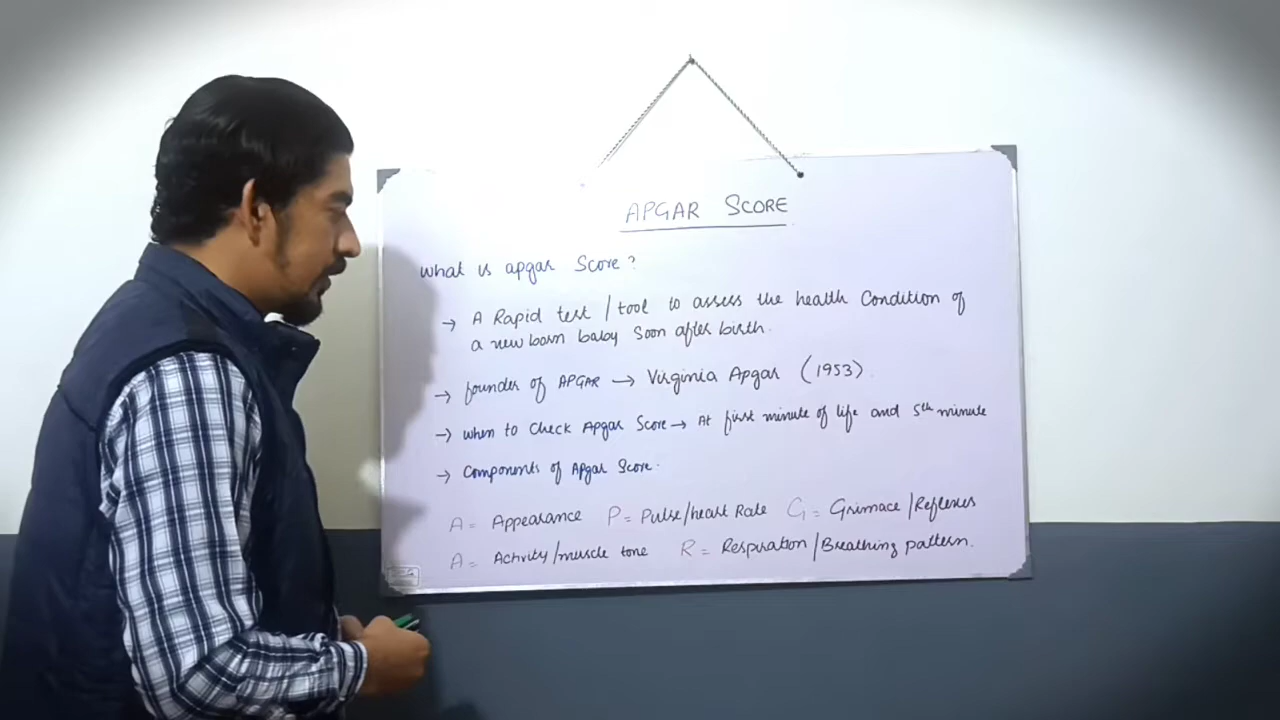 APGAR SCORE
What is apgar Score?
→ A Rapid test/tool to assess the health Condition of
a new born baby soon after birth.
→ founder of APGAR → Virginia Apgar (1953)
→ when to check Apgar Score → At first minute of life and 5th minute
→ Components of Apgar Score.
A = Appearance P = Pulse/heart Rate G = Grimace/Reflexes
A = Activity/muscle tone R = Respiration/Breathing pattern.